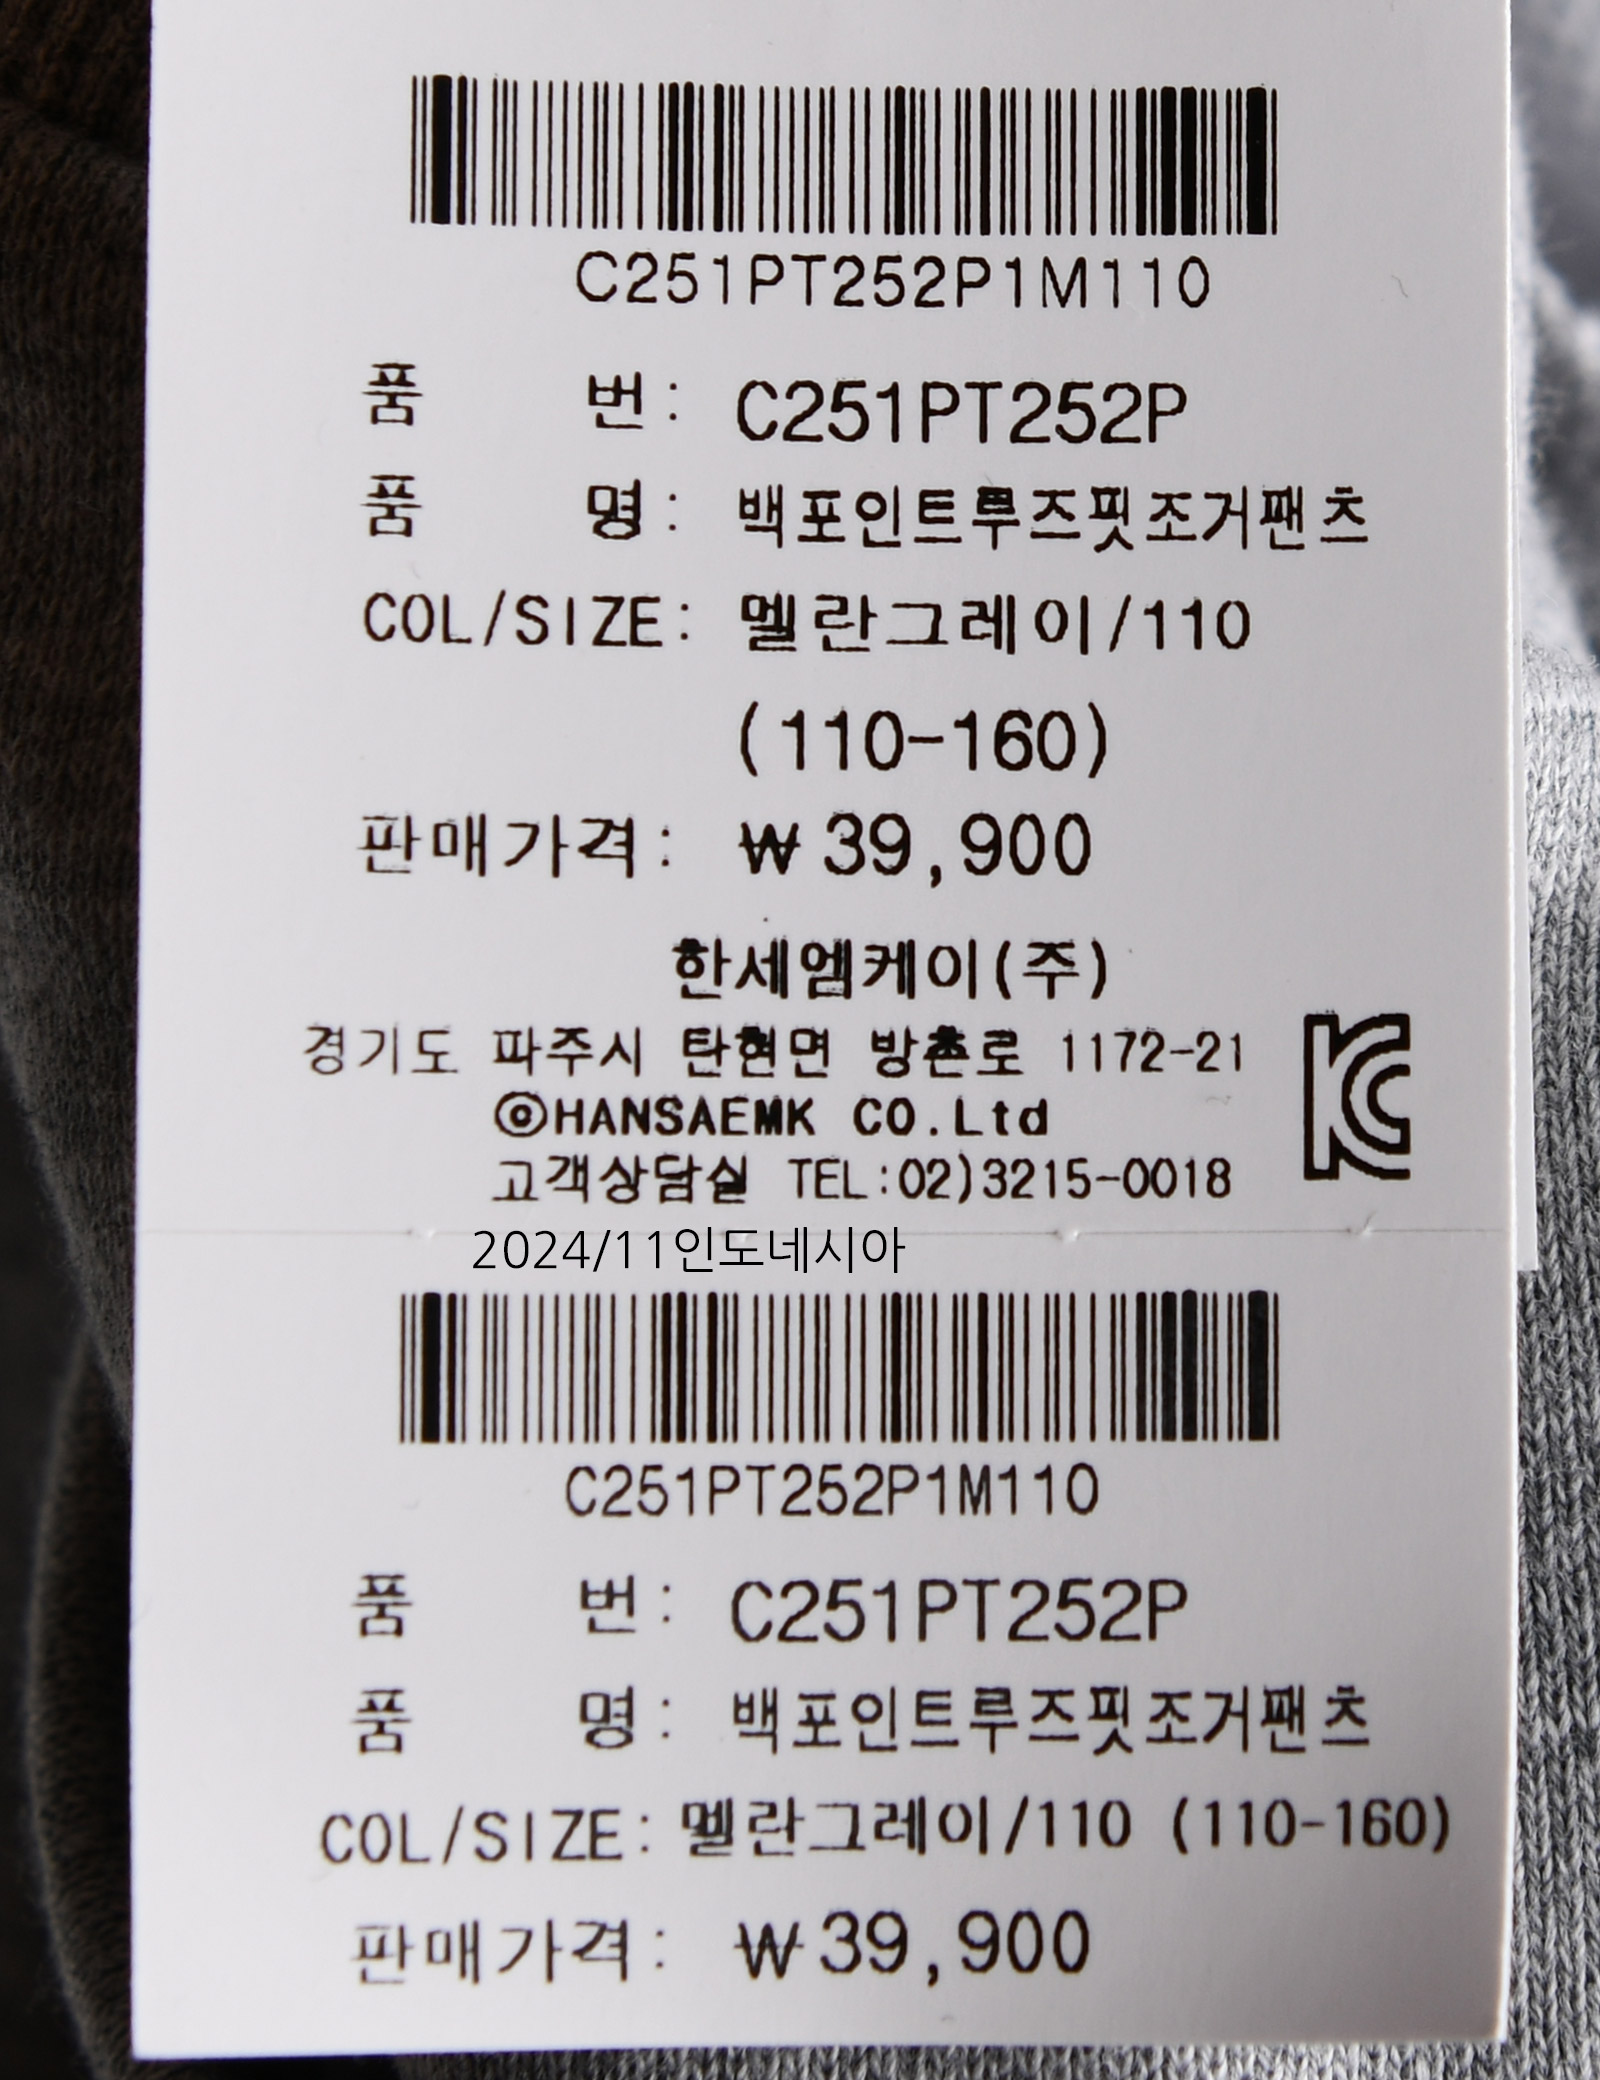 C251PT252P1M110
품 번: C251PT252P
품 명: 백포인트루즈핏조거팬츠
COL/SIZE: 멜란그레이/110
(110-160)
판매가격: ₩39,900
한세엠케이(주)
경기도 파주시 탄현면 방촌로 1172-21
◎HANSAEMK CO.Ltd
고객상담실 TEL:02)3215-0018
2024/11인도네시아
C251PT252P1M110
품 번: C251PT252P
품 명: 백포인트루즈핏조거팬츠
COL/SIZE: 멜란그레이/110 (110-160)
판매가격: ₩39,900